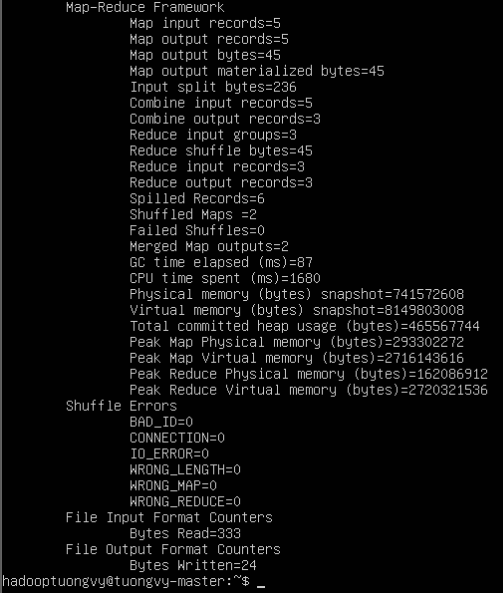 Map-Reduce Framework
Map input records=5
Map output records=5
Map output bytes=45
Map output materialized bytes=45
Input split bytes=236
Combine input records=5
Combine output records=3
Reduce input groups=3
Reduce shuffle bytes=45
Reduce input records=3
Reduce output records=3
Spilled Records=6
Shuffled Maps =2
Failed Shuffles=0
Merged Map outputs=2
GC time elapsed (ms)=87
CPU time spent (ms)=1680
Physical memory (bytes) snapshot=741572608
Virtual memory (bytes) snapshot=8149803008
Total committed heap usage (bytes)=465567744
Peak Map Physical memory (bytes)=293302272
Peak Map Virtual memory (bytes)=2716143616
Peak Reduce Physical memory (bytes)=162086912
Peak Reduce Virtual memory (bytes)=2720321536
Shuffle Errors
BAD_ID=0
CONNECTION=0
IO_ERROR=0
WRONG_LENGTH=0
WRONG_MAP=0
WRONG_REDUCE=0
File Input Format Counters
Bytes Read=333
File Output Format Counters
Bytes Written=24
hadooptuongvy@tuongvy-master:~$ _